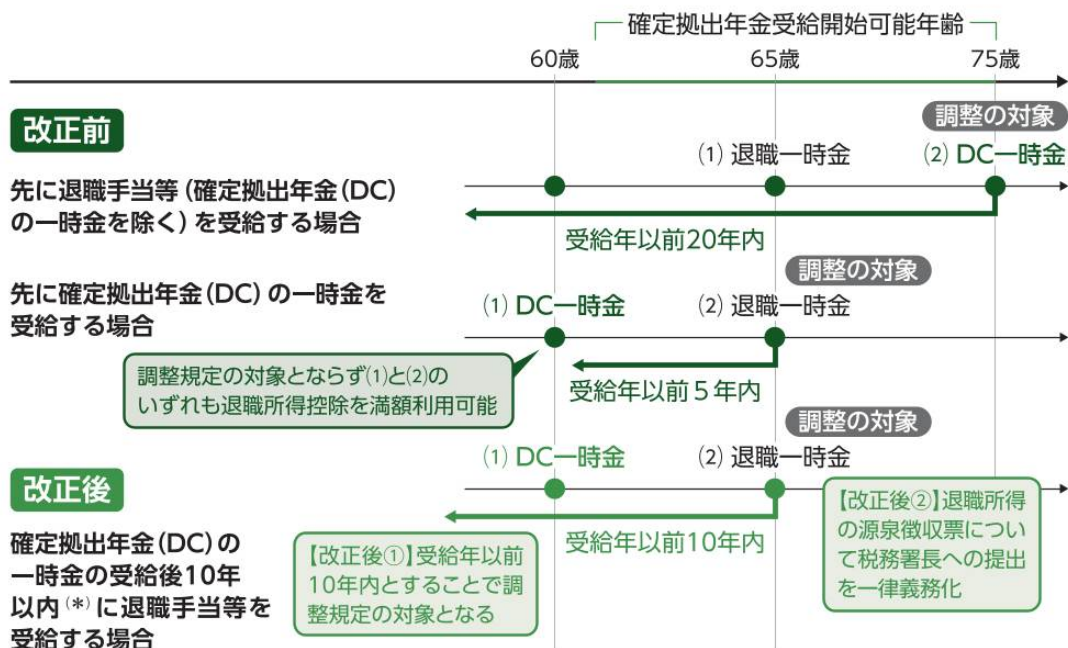 確定拠出年金受給開始可能年齢
60歳 65歳 75歳
改正前
先に退職手当等（確定拠出年金（DC）
の一時金を除く）を受給する場合
調整の対象
(1) 退職一時金 (2) DC一時金
受給年以前20年内
先に確定拠出年金（DC）の一時金を
受給する場合
調整の対象
(1) DC一時金 (2) 退職一時金
受給年以前5年内
調整規定の対象とならず(1)と(2)の
いずれも退職所得控除を満額利用可能
改正後
確定拠出年金（DC）の
一時金の受給後10年
以内(*)に退職手当等を
受給する場合
調整の対象
(1) DC一時金 (2) 退職一時金
受給年以前10年内
【改正後①】受給年以前
10年内とすることで調
整規定の対象となる
【改正後②】退職所得
の源泉徴収票につい
て税務署長への提出
を一律義務化